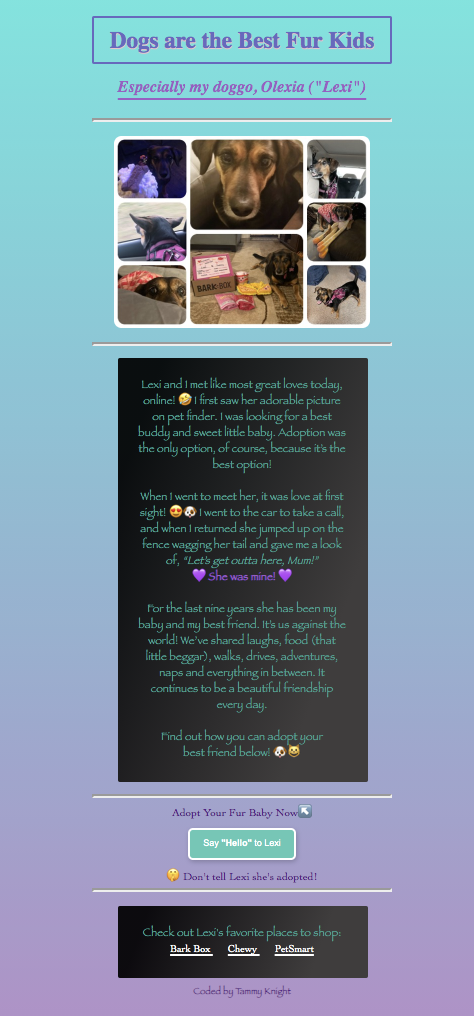 Dogs are the Best Fur Kids
Especially my doggo, Olexia ("Lexi")
BARK·BOX
Lexi and I met like most great loves today,
online! 🤣 I first saw her adorable picture
on pet finder. I was looking for a best
buddy and sweet little baby. Adoption was
the only option, of course, because it's the
best option!
When I went to meet her, it was love at first
sight! 😍🐶 I went to the car to take a call,
and when I returned she jumped up on the
fence wagging her tail and gave me a look
of, "Let's get outta here, Mum!"
💜 She was mine! 💜
For the last nine years she has been my
baby and my best friend. It's us against the
world! We've shared laughs, food (that
little beggar), walks, drives, adventures,
naps and everything in between. It
continues to be a beautiful friendship
every day.
Find out how you can adopt your
best friend below! 🐶😺
Adopt Your Fur Baby Now↖️
Say "Hello" to Lexi
🤫 Don't tell Lexi she's adopted!
Check out Lexi's favorite places to shop:
Bark Box Chewy PetSmart
Coded by Tammy Knight